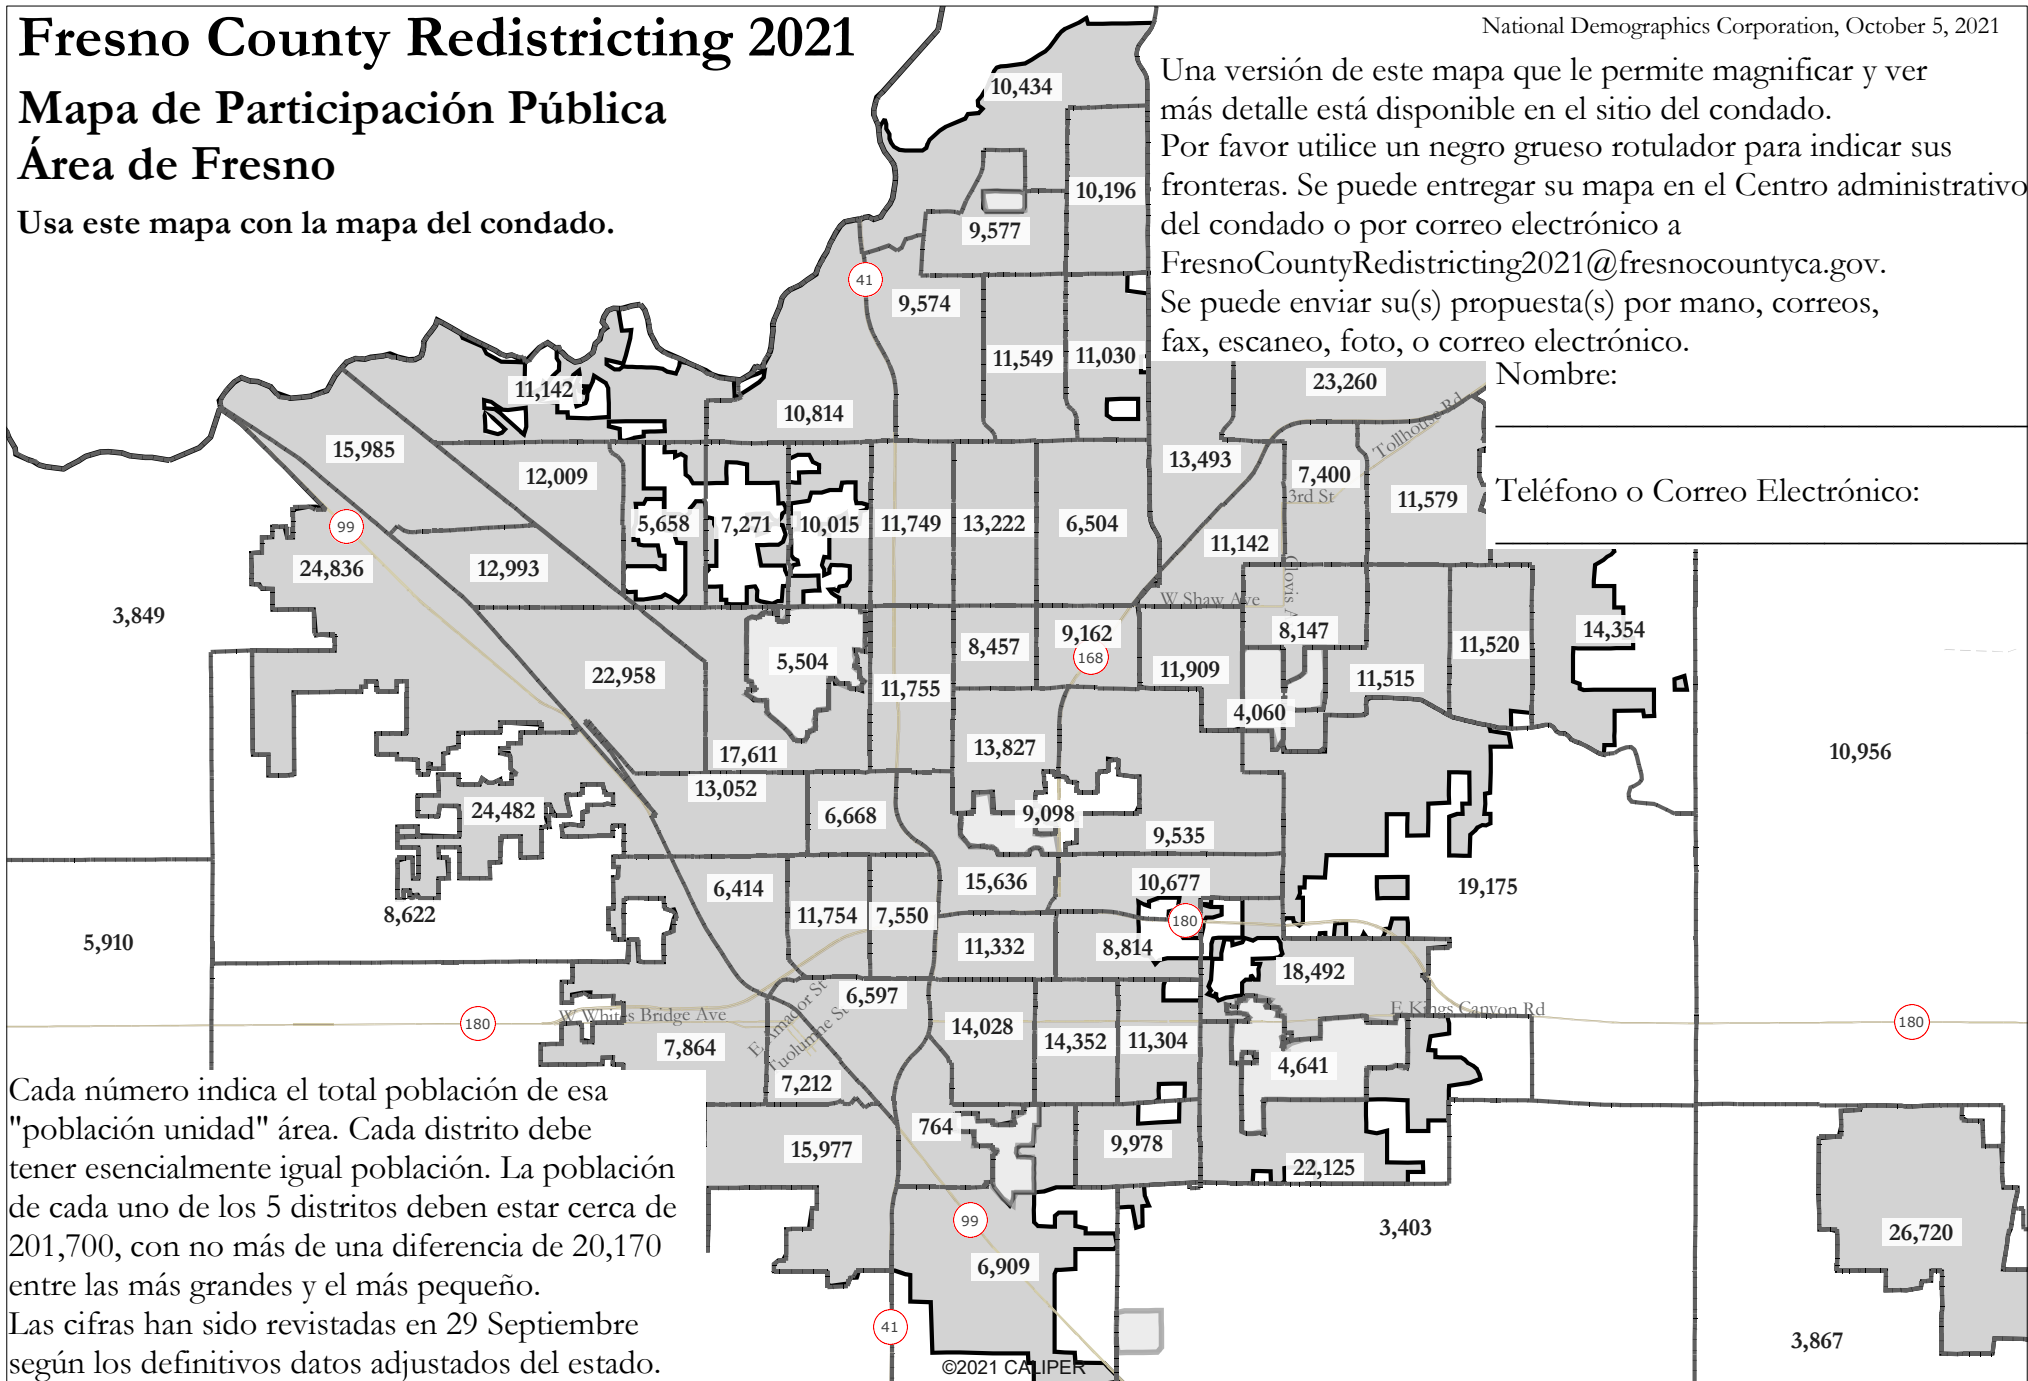 Fresno County Redistricting 2021
Mapa de Participación Pública
Área de Fresno
Usa este mapa con la mapa del condado.
National Demographics Corporation, October 5, 2021
Una versión de este mapa que le permite magnificar y ver
más detalle está disponible en el sitio del condado.
Por favor utilice un negro grueso rotulador para indicar sus
fronteras. Se puede entregar su mapa en el Centro administrativo
del condado o por correo electrónico a
FresnoCountyRedistricting2021@fresnocountyca.gov.
Se puede enviar su(s) propuesta(s) por mano, correos,
fax, escaneo, foto, o correo electrónico.
Nombre:
Teléfono o Correo Electrónico:
10,434
10,196
9,577
41
9,574
11,549
11,030
11,142
10,814
23,260
Tollhouse Rd
15,985
12,009
13,493
7,400
3rd St
11,579
99
5,658
7,271
10,015
11,749
13,222
6,504
11,142
24,836
12,993
3,849
W Shaw Ave
Clovis A
8,147
11,520
14,354
9,162
168
8,457
5,504
22,958
11,755
11,909
11,515
4,060
17,611
13,827
10,956
13,052
24,482
6,668
9,098
9,535
6,414
15,636
10,677
19,175
8,622
11,754
7,550
180
5,910
11,332
8,814
18,492
6,597
E Amador St
Tuolumne St
W Whites Bridge Ave
180
14,028
E Kings Canyon Rd
180
7,864
14,352
11,304
4,641
7,212
764
9,978
15,977
22,125
99
3,403
26,720
6,909
41
3,867
Cada número indica el total población de esa
"población unidad" área. Cada distrito debe
tener esencialmente igual población. La población
de cada uno de los 5 distritos deben estar cerca de
201,700, con no más de una diferencia de 20,170
entre las más grandes y el más pequeño.
Las cifras han sido revistadas en 29 Septiembre
según los definitivos datos adjustados del estado.
©2021 CALIPER